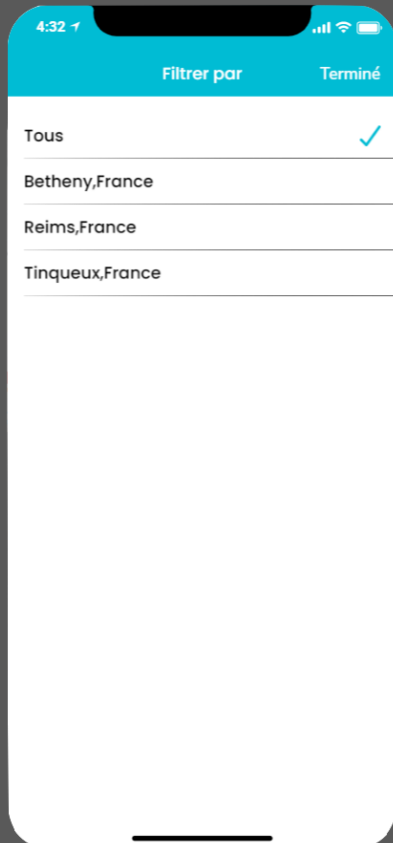 4:32
Filtrer par
Terminé
Tous
Betheny,France
Reims,France
Tinqueux,France